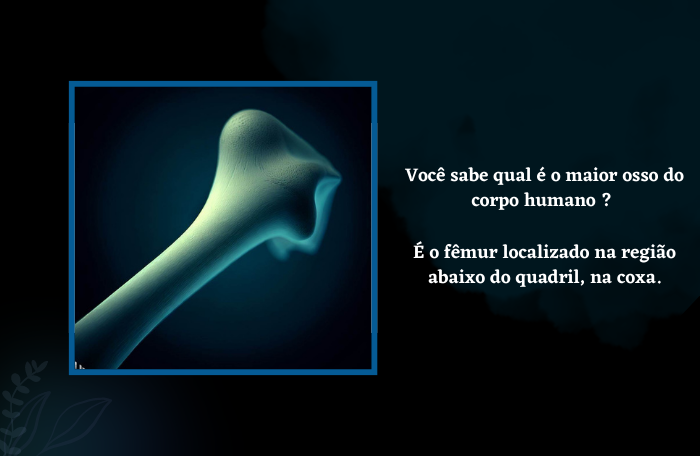 Você sabe qual é o maior osso do
corpo humano ?
É o fêmur localizado na região
abaixo do quadril, na coxa.